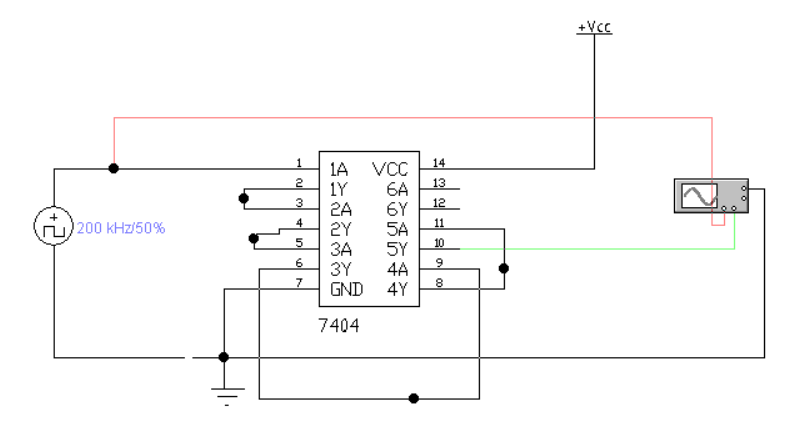 +Vcc
1 1A VCC 14
2 1Y 6A 13
3 2A 6Y 12
4 2Y 5A 11
5 3A 5Y 10
6 3Y 4A 9
7 GND 4Y 8
+
200 kHz/50%
7404